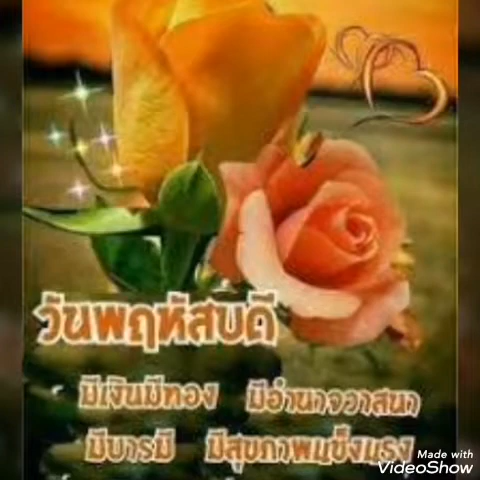 วันพฤหัสบดี
มีเงินมีทอง มีอำนาจวาสนา
มีบารมี มีสุขภาพแข็งแรง
Made with
VideoShow